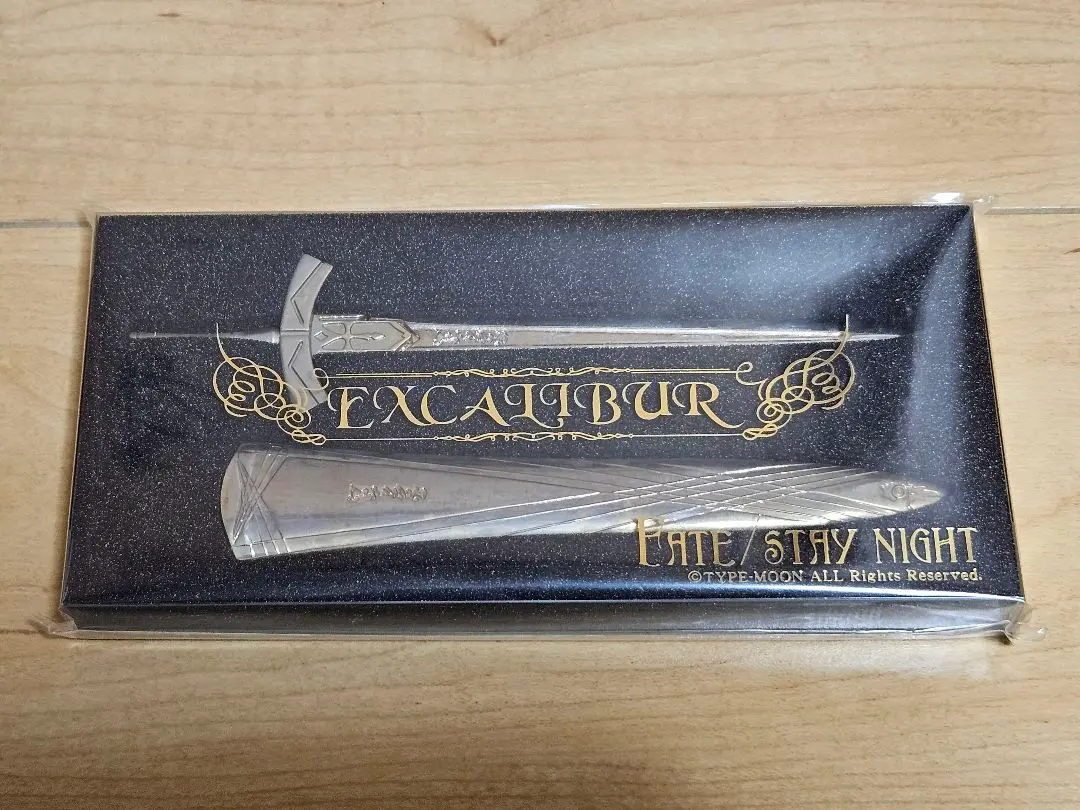 EXCALIBUR
FATE/STAY NIGHT
©TYPE-MOON ALL Rights Reserved.